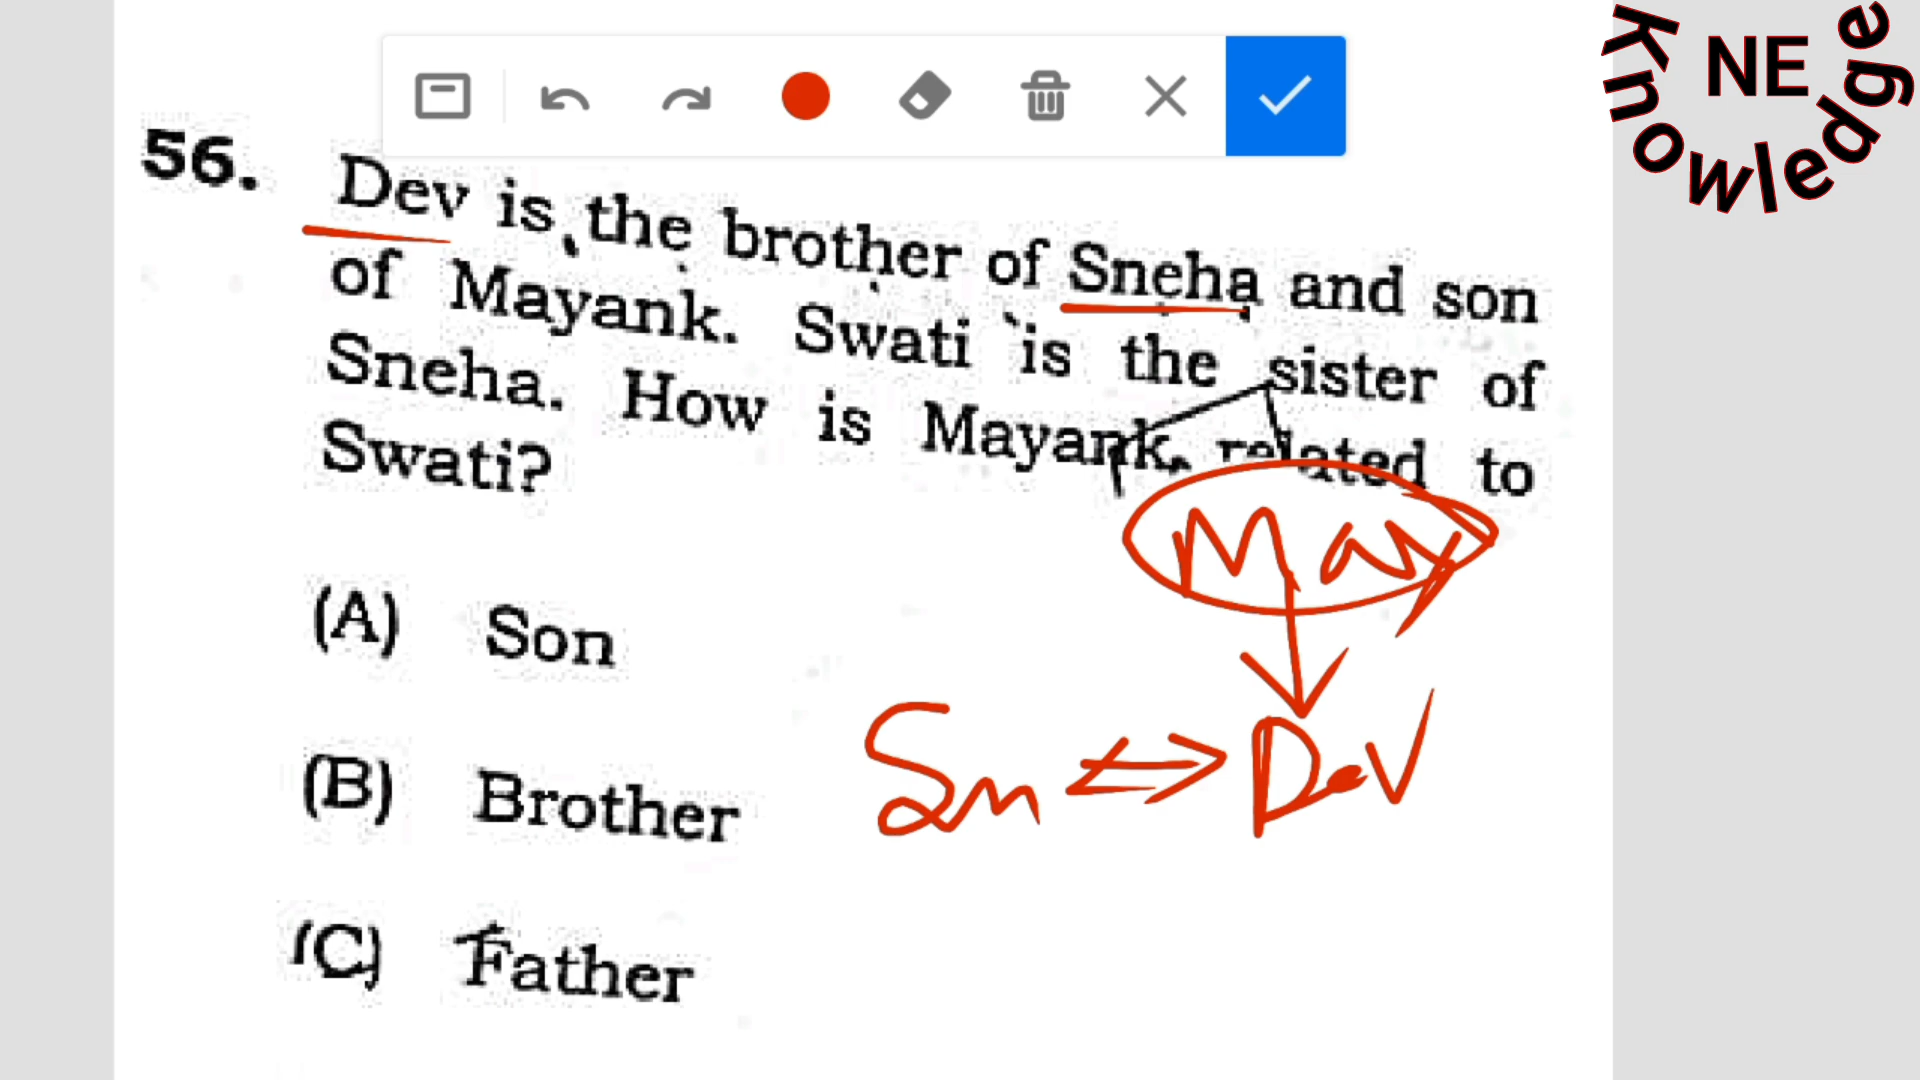 Knowledge
NE
56. Dev is the brother of Sneha and son
of Mayank. Swati is the sister of
Sneha. How is Mayank related to
Swati?
May
(A) Son
Sn ⇔ Dev
(B) Brother
(C) Father